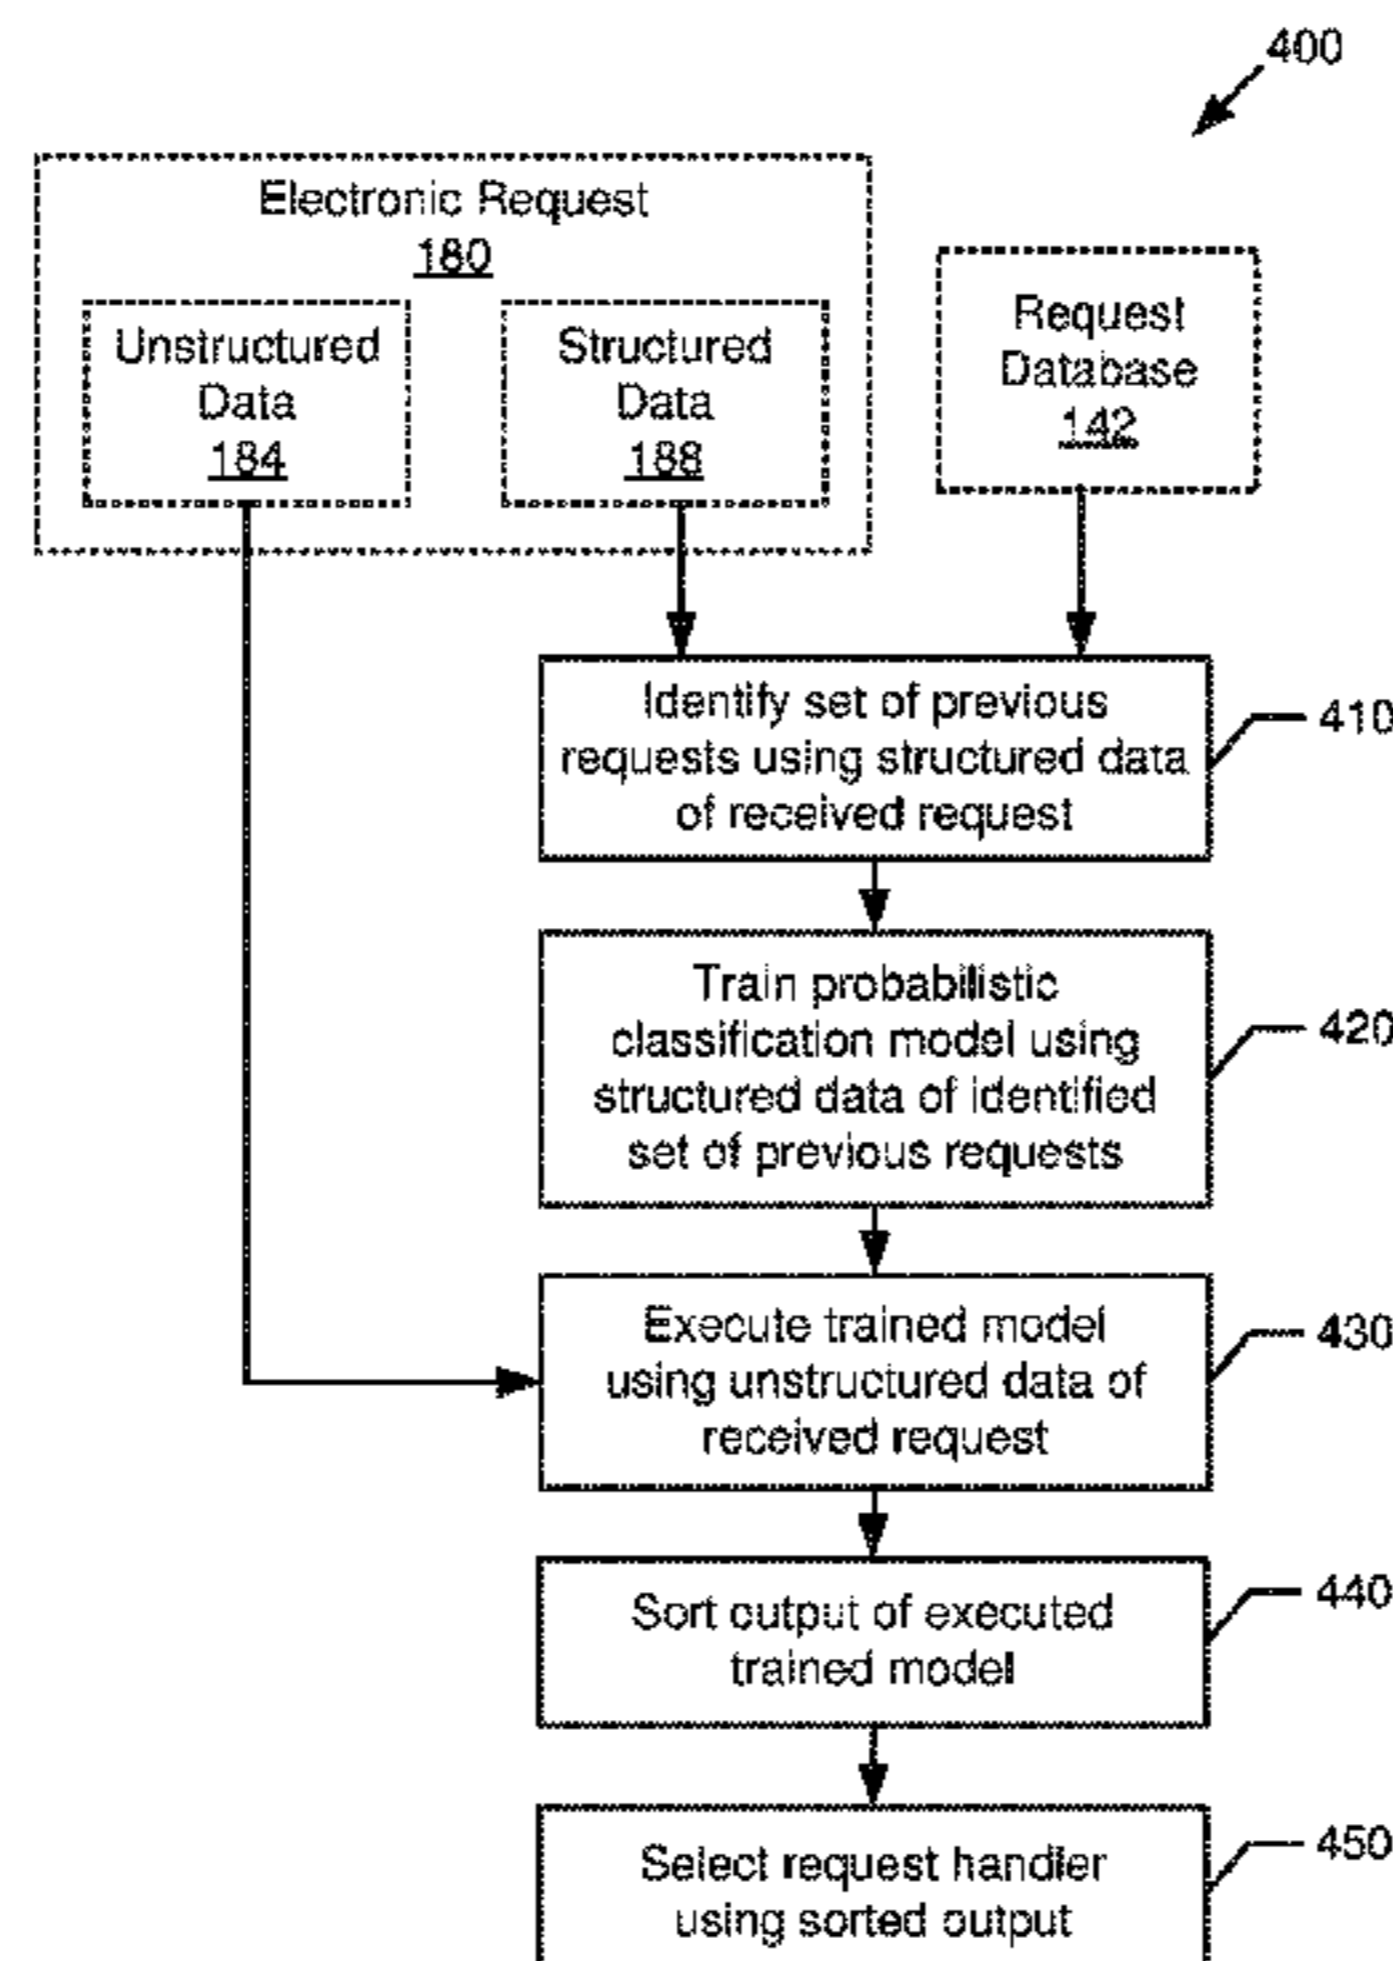 400
Electronic Request
180
Unstructured
Data
184
Structured
Data
188
Request
Database
142
Identify set of previous
requests using structured data
of received request
410
Train probabilistic
classification model using
structured data of identified
set of previous requests
420
Execute trained model
using unstructured data of
received request
430
Sort output of executed
trained model
440
Select request handler
using sorted output
450